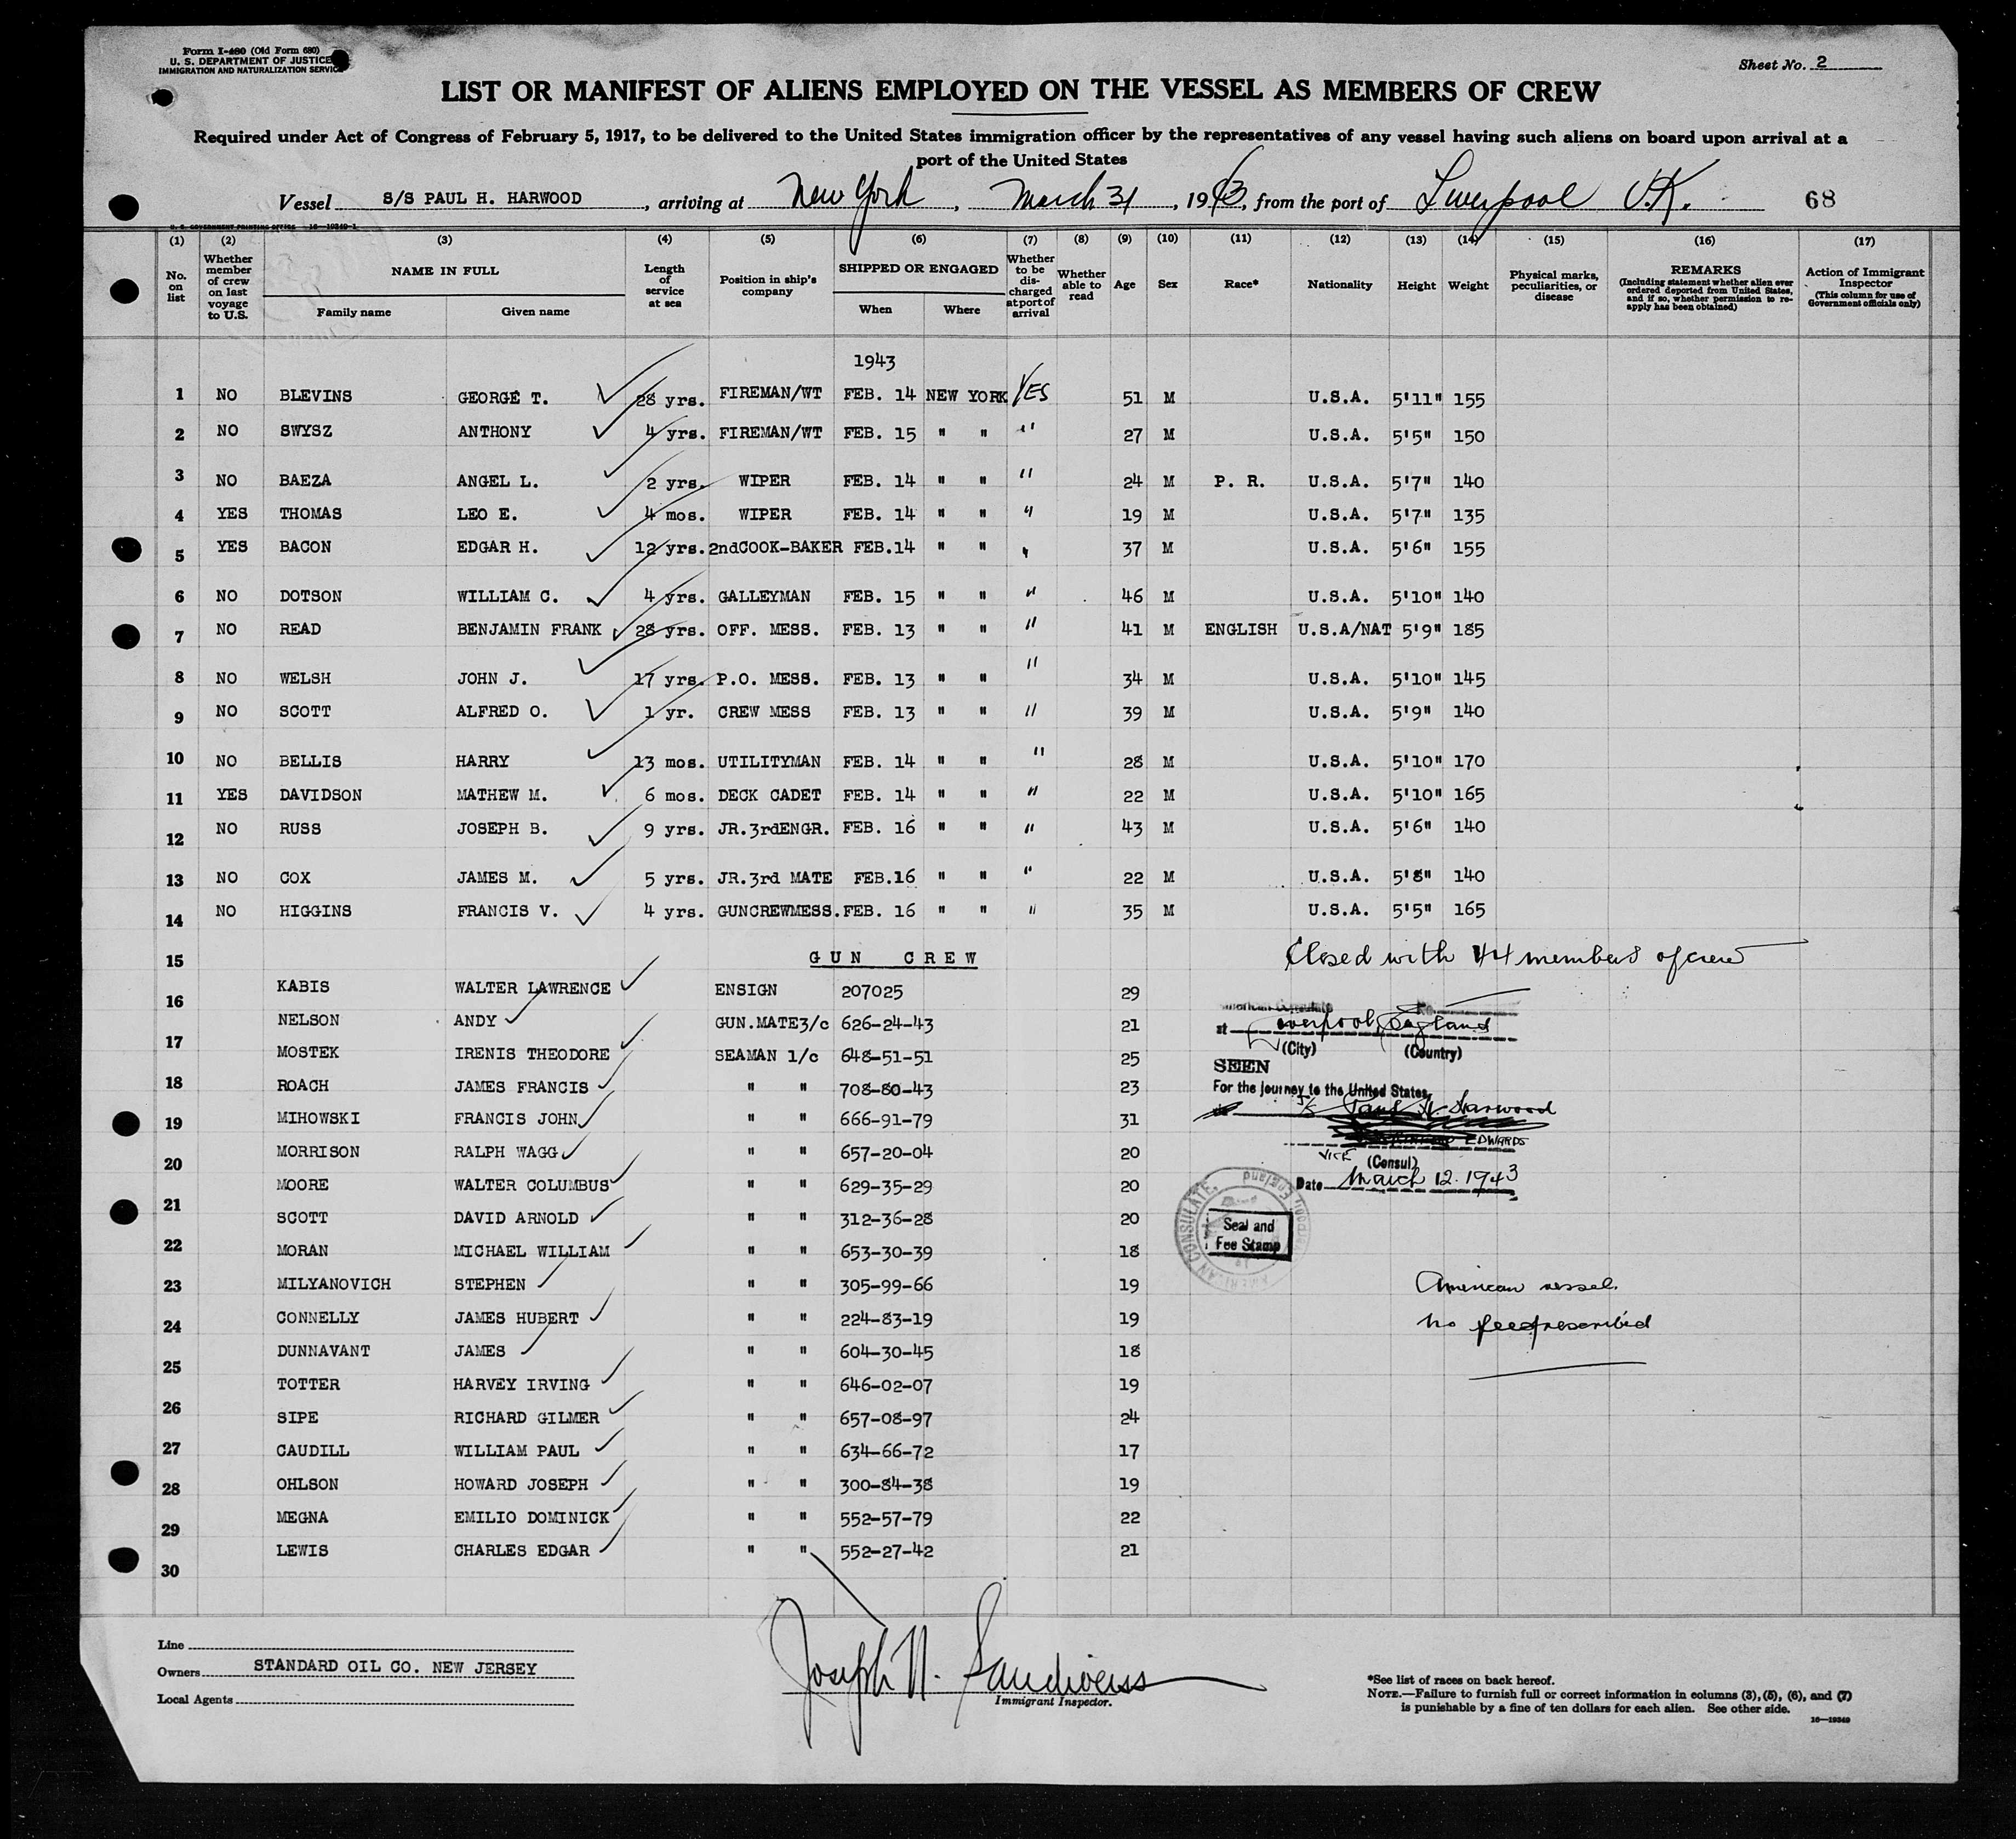 Form I-480 (Old Form 680)
U. S. DEPARTMENT OF JUSTICE
IMMIGRATION AND NATURALIZATION SERVICE
Sheet No. 2
LIST OR MANIFEST OF ALIENS EMPLOYED ON THE VESSEL AS MEMBERS OF CREW
Required under Act of Congress of February 5, 1917, to be delivered to the United States immigration officer by the representatives of any vessel having such aliens on board upon arrival at a
port of the United States
Vessel S/S PAUL H. HARWOOD, arriving at New York, March 31, 1943, from the port of Liverpool U.K. 68
U. S. GOVERNMENT PRINTING OFFICE 16—19349-1
(1) (2) (3) (4) (5) (6) (7) (8) (9) (10) (11) (12) (13) (14) (15) (16) (17)
No. on list
Whether member of crew on last voyage to U.S.
NAME IN FULL
Family name Given name
Length of service at sea
Position in ship's company
SHIPPED OR ENGAGED
When Where
Whether to be discharged at port of arrival
Whether able to read
Age
Sex
Race*
Nationality
Height
Weight
Physical marks, peculiarities, or disease
REMARKS
(Including statement whether alien ever ordered deported from United States, and if so, whether permission to re-apply has been obtained)
Action of Immigrant Inspector
(This column for use of Government officials only)
1943
1 NO BLEVINS GEORGE T. 28 yrs. FIREMAN/WT FEB. 14 NEW YORK YES 51 M U.S.A. 5'11" 155
2 NO SWYSZ ANTHONY 4 yrs. FIREMAN/WT FEB. 15 " " " 27 M U.S.A. 5'5" 150
3 NO BAEZA ANGEL L. 2 yrs. WIPER FEB. 14 " " " 24 M P. R. U.S.A. 5'7" 140
4 YES THOMAS LEO E. 4 mos. WIPER FEB. 14 " " " 19 M U.S.A. 5'7" 135
5 YES BACON EDGAR H. 12 yrs. 2ndCOOK-BAKER FEB.14 " " " 37 M U.S.A. 5'6" 155
6 NO DOTSON WILLIAM C. 4 yrs. GALLEYMAN FEB. 15 " " " 46 M U.S.A. 5'10" 140
7 NO READ BENJAMIN FRANK 28 yrs. OFF. MESS. FEB. 13 " " " 41 M ENGLISH U.S.A/NAT 5'9" 185
8 NO WELSH JOHN J. 17 yrs. P.O. MESS. FEB. 13 " " " 34 M U.S.A. 5'10" 145
9 NO SCOTT ALFRED O. 1 yr. CREW MESS FEB. 13 " " " 39 M U.S.A. 5'9" 140
10 NO BELLIS HARRY 13 mos. UTILITYMAN FEB. 14 " " " 28 M U.S.A. 5'10" 170
11 YES DAVIDSON MATHEW M. 6 mos. DECK CADET FEB. 14 " " " 22 M U.S.A. 5'10" 165
12 NO RUSS JOSEPH B. 9 yrs. JR.3rdENGR. FEB. 16 " " " 43 M U.S.A. 5'6" 140
13 NO COX JAMES M. 5 yrs. JR.3rd MATE FEB.16 " " " 22 M U.S.A. 5'8" 140
14 NO HIGGINS FRANCIS V. 4 yrs. GUNCREWMESS. FEB. 16 " " " 35 M U.S.A. 5'5" 165
15 GUN CREW
Closed with 44 members of crew
KABIS WALTER LAWRENCE ENSIGN 207025 29
16
NELSON ANDY GUN.MATE3/c 626-24-43 21
17
MOSTEK IRENIS THEODORE SEAMAN 1/c 648-51-51 25
18 ROACH JAMES FRANCIS " " 708-80-43 23
19 MIHOWSKI FRANCIS JOHN " " 666-91-79 31
MORRISON RALPH WAGG " " 657-20-04 20
20
MOORE WALTER COLUMBUS " " 629-35-29 20
21
SCOTT DAVID ARNOLD " " 312-36-28 20
22
MORAN MICHAEL WILLIAM " " 653-30-39 18
23 MILYANOVICH STEPHEN " " 305-99-66 19
24 CONNELLY JAMES HUBERT " " 224-83-19 19
DUNNAVANT JAMES " " 604-30-45 18
25
TOTTER HARVEY IRVING " " 646-02-07 19
26
SIPE RICHARD GILMER " " 657-08-97 24
27 CAUDILL WILLIAM PAUL " " 634-66-72 17
28 OHLSON HOWARD JOSEPH " " 300-84-38 19
29 MEGNA EMILIO DOMINICK " " 552-57-79 22
LEWIS CHARLES EDGAR " " 552-27-42 21
30
American Consulate No.
at Liverpool, England
(City) (Country)
SEEN
For the journey to the United States,
S/S Paul H. Harwood
EDWARDS
VICE (Consul)
Date March 12. 1943
AMERICAN CONSULATE
England
Seal and
Fee Stamp
American vessel.
no fee prescribed
Line
Owners STANDARD OIL CO. NEW JERSEY
Local Agents
Joseph N. Sandweiss
Immigrant Inspector.
*See list of races on back hereof.
NOTE.—Failure to furnish full or correct information in columns (3), (5), (6), and (7)
is punishable by a fine of ten dollars for each alien. See other side.
16—19349